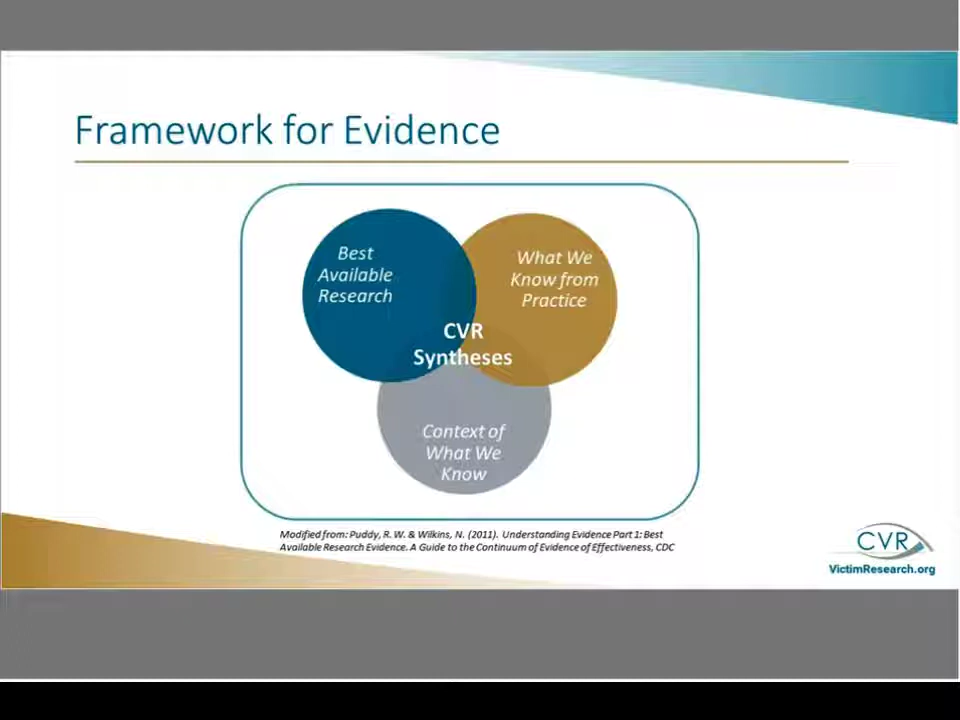 Framework for Evidence
Best
Available
Research
What We
Know from
Practice
CVR
Syntheses
Context of
What We
Know
Modified from: Puddy, R. W. & Wilkins, N. (2011). Understanding Evidence Part 1: Best
Available Research Evidence. A Guide to the Continuum of Evidence of Effectiveness, CDC
CVR
VictimResearch.org